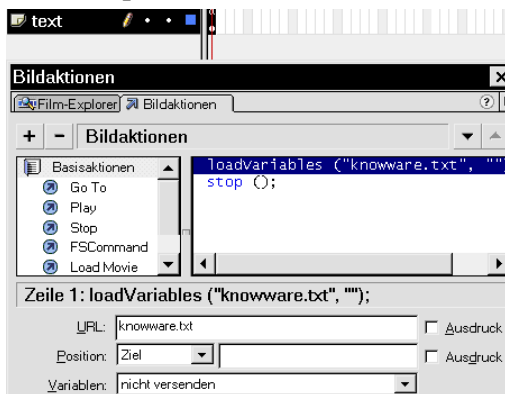 text
Bildaktionen
Film-Explorer Bildaktionen ?
+ - Bildaktionen
Basisaktionen
Go To
Play
Stop
FSCommand
Load Movie
loadVariables ("knowware.txt", "")
stop ();
Zeile 1: loadVariables ("knowware.txt", "");
URL: knowware.txt Ausdruck
Position: Ziel Ausdruck
Variablen: nicht versenden